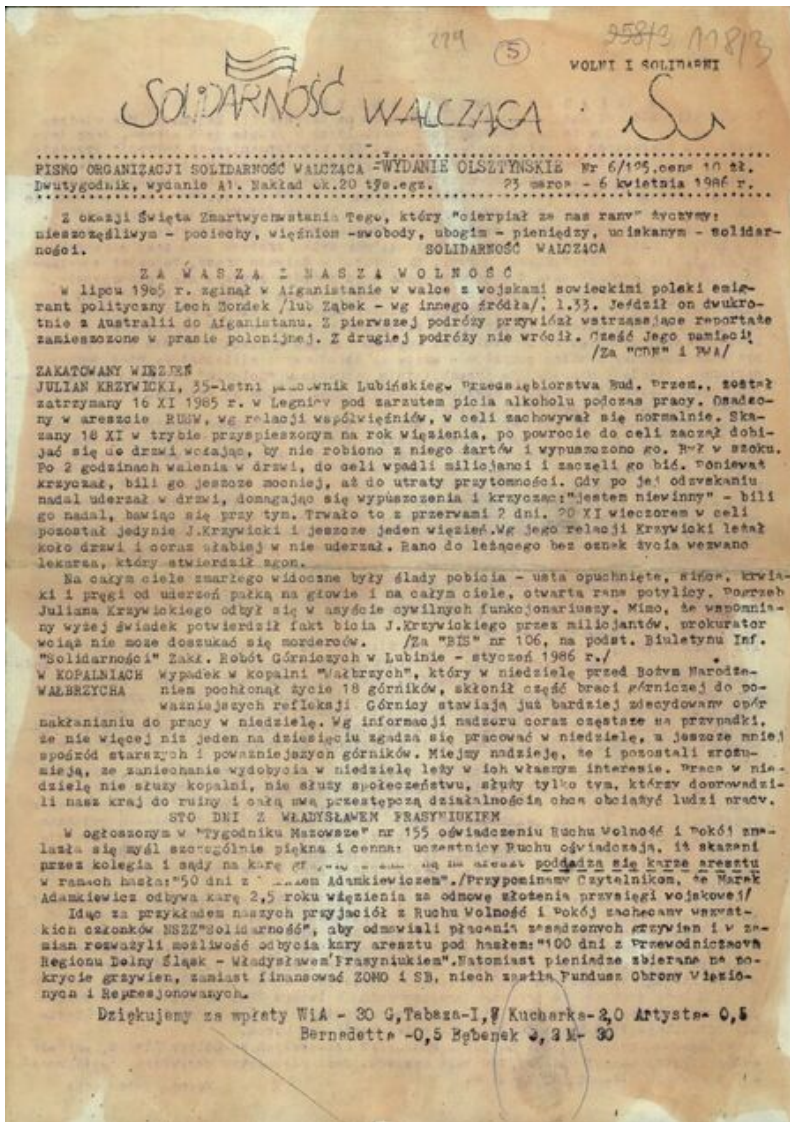 229 5 258/3 118/3
WOLNI I SOLIDARNI
SOLIDARNOŚĆ WALCZĄCA
PISMO ORGANIZACJI SOLIDARNOŚĆ WALCZĄCA -WYDANIE OLSZTYŃSKIE Nr 6/125.cena 10 zł.
Dwutygodnik, wydanie A1. Nakład ok.20 tys.egz. 23 marca - 6 kwietnia 1986 r.
Z okazji Święta Zmartwychwstania Tego, który "cierpiał za nas rany" życzymy:
nieszczęśliwym - pociechy, więźniom -swobody, ubogim - pieniędzy, uciskanym - solidar-
ności. SOLIDARNOŚĆ WALCZĄCA
ZA WASZĄ I NASZĄ WOLNOŚĆ
W lipcu 1985 r. zginął w Afganistanie w walce z wojskami sowieckimi polski emig-
rant polityczny Lech Zondek /lub Ząbek - wg innego źródła/, l.33. Jeździł on dwukro-
tnie z Australii do Afganistanu. Z pierwszej podróży przywiózł wstrząsające reportaże
zamieszczone w prasie polonijnej. Z drugiej podróży nie wrócił. Cześć Jego pamięci!
/Za "CDN" i PWA/
ZAKATOWANY WIĘZIEŃ
JULIAN KRZYWICKI, 35-letni pracownik Lubińskiego Przedsiębiorstwa Bud. Przem., został
zatrzymany 16 XI 1985 r. w Legnicy pod zarzutem picia alkoholu podczas pracy. Osadzo-
ny w areszcie RUSW, wg relacji współwięźniów, w celi zachowywał się normalnie. Ska-
zany 18 XI w trybie przyspieszonym na rok więzienia, po powrocie do celi zaczął dobi-
jać się do drzwi wołając, by nie robiono z niego żartów i wypuszczono go. Był w szoku.
Po 2 godzinach walenia w drzwi, do celi wpadli milicjanci i zaczęli go bić. Ponieważ
krzyczał, bili go jeszcze mocniej, aż do utraty przytomności. Gdy po jej odzyskaniu
nadal uderzał w drzwi, domagając się wypuszczenia i krzycząc:"jestem niewinny" - bili
go nadal, bawiąc się przy tym. Trwało to z przerwami 2 dni. 20 XI wieczorem w celi
pozostał jedynie J.Krzywicki i jeszcze jeden więzień.Wg jego relacji Krzywicki leżał
koło drzwi i coraz słabiej w nie uderzał. Rano do leżącego bez oznak życia wezwano
lekarza, który stwierdził zgon.
Na całym ciele zmarłego widoczne były ślady pobicia - usta opuchnięte, sińce, krwia-
ki i pręgi od uderzeń pałką na głowie i na całym ciele, otwarta rana potylicy. Pogrzeb
Juliana Krzywickiego odbył się w asyście cywilnych funkcjonariuszy. Mimo, że wspomnia-
ny wyżej świadek potwierdził fakt bicia J.Krzywickiego przez milicjantów, prokurator
wciąż nie może doszukać się morderców. /Za "BIS" nr 106, na podst. Biuletynu Inf.
"Solidarności" Zakł. Robót Górniczych w Lubinie - styczeń 1986 r./
W KOPALNIACH wypadek w kopalni "Wałbrzych", który w niedzielę przed Bożym Narodze-
WAŁBRZYCHA niem pochłonął życie 18 górników, skłonił część braci górniczej do po-
ważniejszych refleksji. Górnicy stawiają już bardziej zdecydowany opór
nakłanianiu do pracy w niedzielę. Wg informacji nadzoru coraz częstsze są przypadki,
że nie więcej niż jeden na dziesięciu zgadza się pracować w niedzielę, a jeszcze mniej
spośród starszych i poważniejszych górników. Miejmy nadzieję, że i pozostali zrozu-
mieją, że zaniechanie wydobycia w niedzielę leży w ich własnym interesie. Praca w nie-
dzielę nie służy kopalni, nie służy społeczeństwu, służy tylko tym, którzy doprowadzi-
li nasz kraj do ruiny i całą swą przestępczą działalnością chcą obciążyć ludzi pracy.
STO DNI Z WŁADYSŁAWEM FRASYNIUKIEM
W ogłoszonym w "Tygodniku Mazowsze" nr 155 oświadczeniu Ruchu Wolność i Pokój zna-
lazła się myśl szczególnie piękna i cenna: uczestnicy Ruchu oświadczają, iż skazani
przez kolegia i sądy na karę na areszt poddadzą się karze aresztu
w ramach hasła:"50 dni z Markiem Adamkiewiczem"./Przypominamy Czytelnikom, że Marek
Adamkiewicz odbywa karę 2,5 roku więzienia za odmowę złożenia przysięgi wojskowej/
Idąc za przykładem naszych przyjaciół z Ruchu Wolność i Pokój zachęcamy wszyst-
kich członków NSZZ"Solidarność", aby odmawiali płacenia zasądzonych grzywien i w za-
mian rozważyli możliwość odbycia kary aresztu pod hasłem:"100 dni z Przewodniczącym
Regionu Dolny Śląsk - Władysławem Frasyniukiem".Natomiast pieniądze zbierane na po-
krycie grzywien, zamiast finansować ZOMO i SB, niech zasilą Fundusz Obrony Więzio-
nych i Represjonowanych.
Dziękujemy za wpłaty WiA - 30 G,Tabaza-I,7 Kucharka-2,0 Artysta- 0,5
Bernadetta -0,5 Bębenek 3,2 M- 30